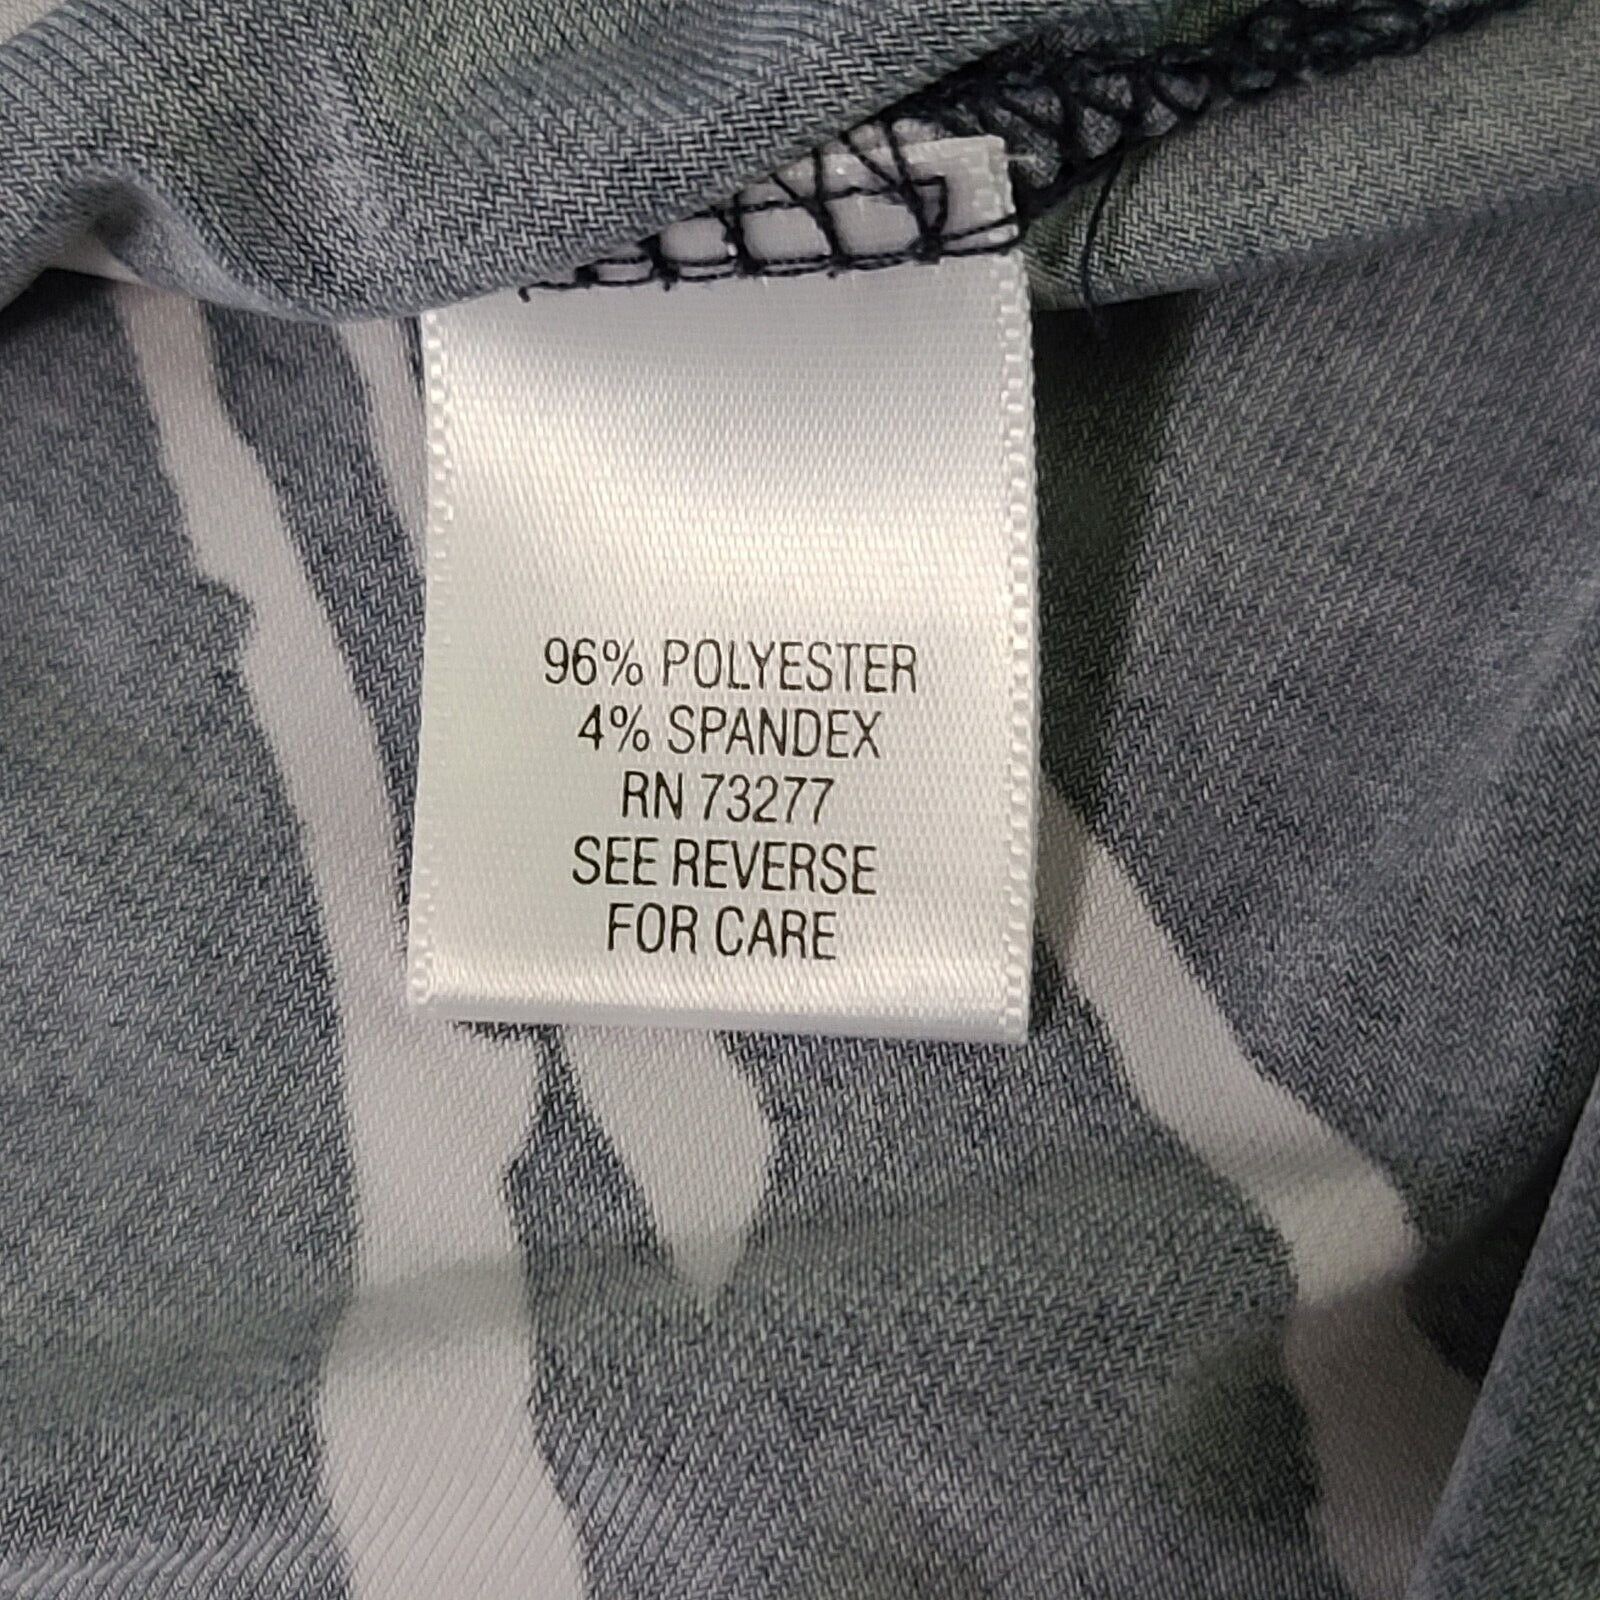 96% POLYESTER
4% SPANDEX
RN 73277
SEE REVERSE
FOR CARE